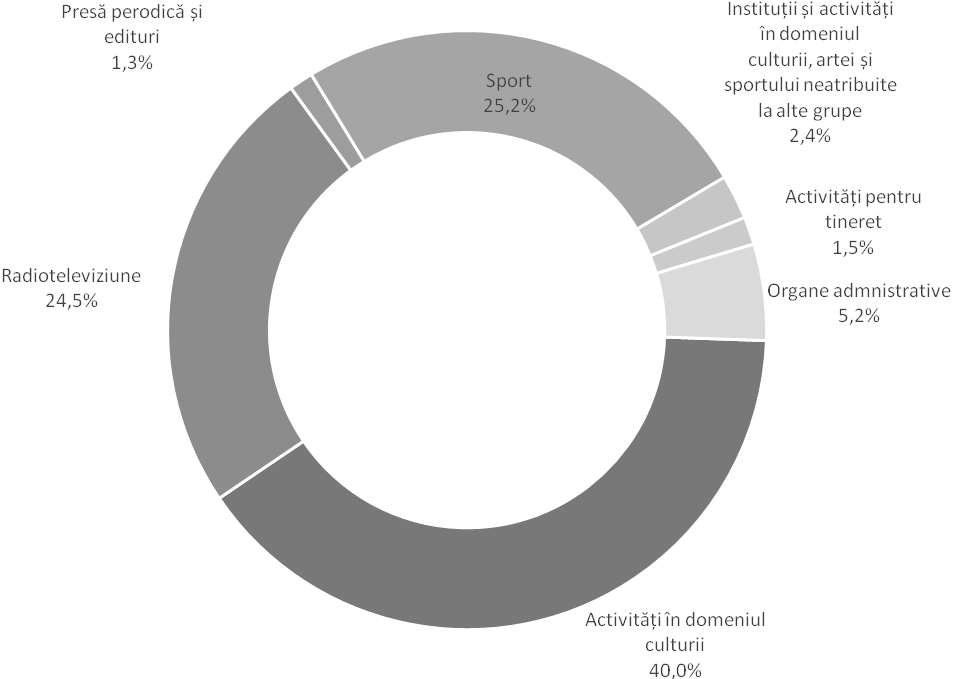 Presă perodică și
edituri
1,3%
Sport
25,2%
Instituții și activități
în domeniul
culturii, artei și
sportului neatribuite
la alte grupe
2,4%
Activități pentru
tineret
1,5%
Organe admnistrative
5,2%
Radioteleviziune
24,5%
Activități în domeniul
culturii
40,0%